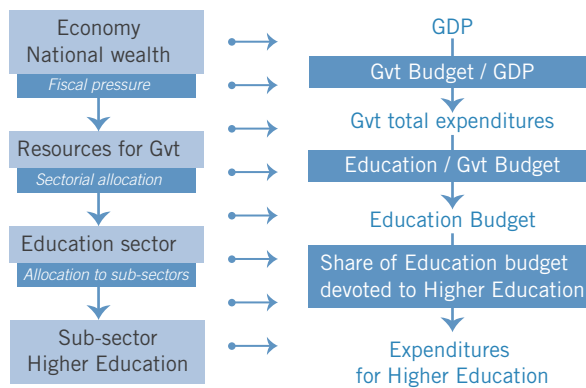 Economy
National wealth
Fiscal pressure
Resources for Gvt
Sectorial allocation
Education sector
Allocation to sub-sectors
Sub-sector
Higher Education
GDP
Gvt Budget / GDP
Gvt total expenditures
Education / Gvt Budget
Education Budget
Share of Education budget
devoted to Higher Education
Expenditures
for Higher Education